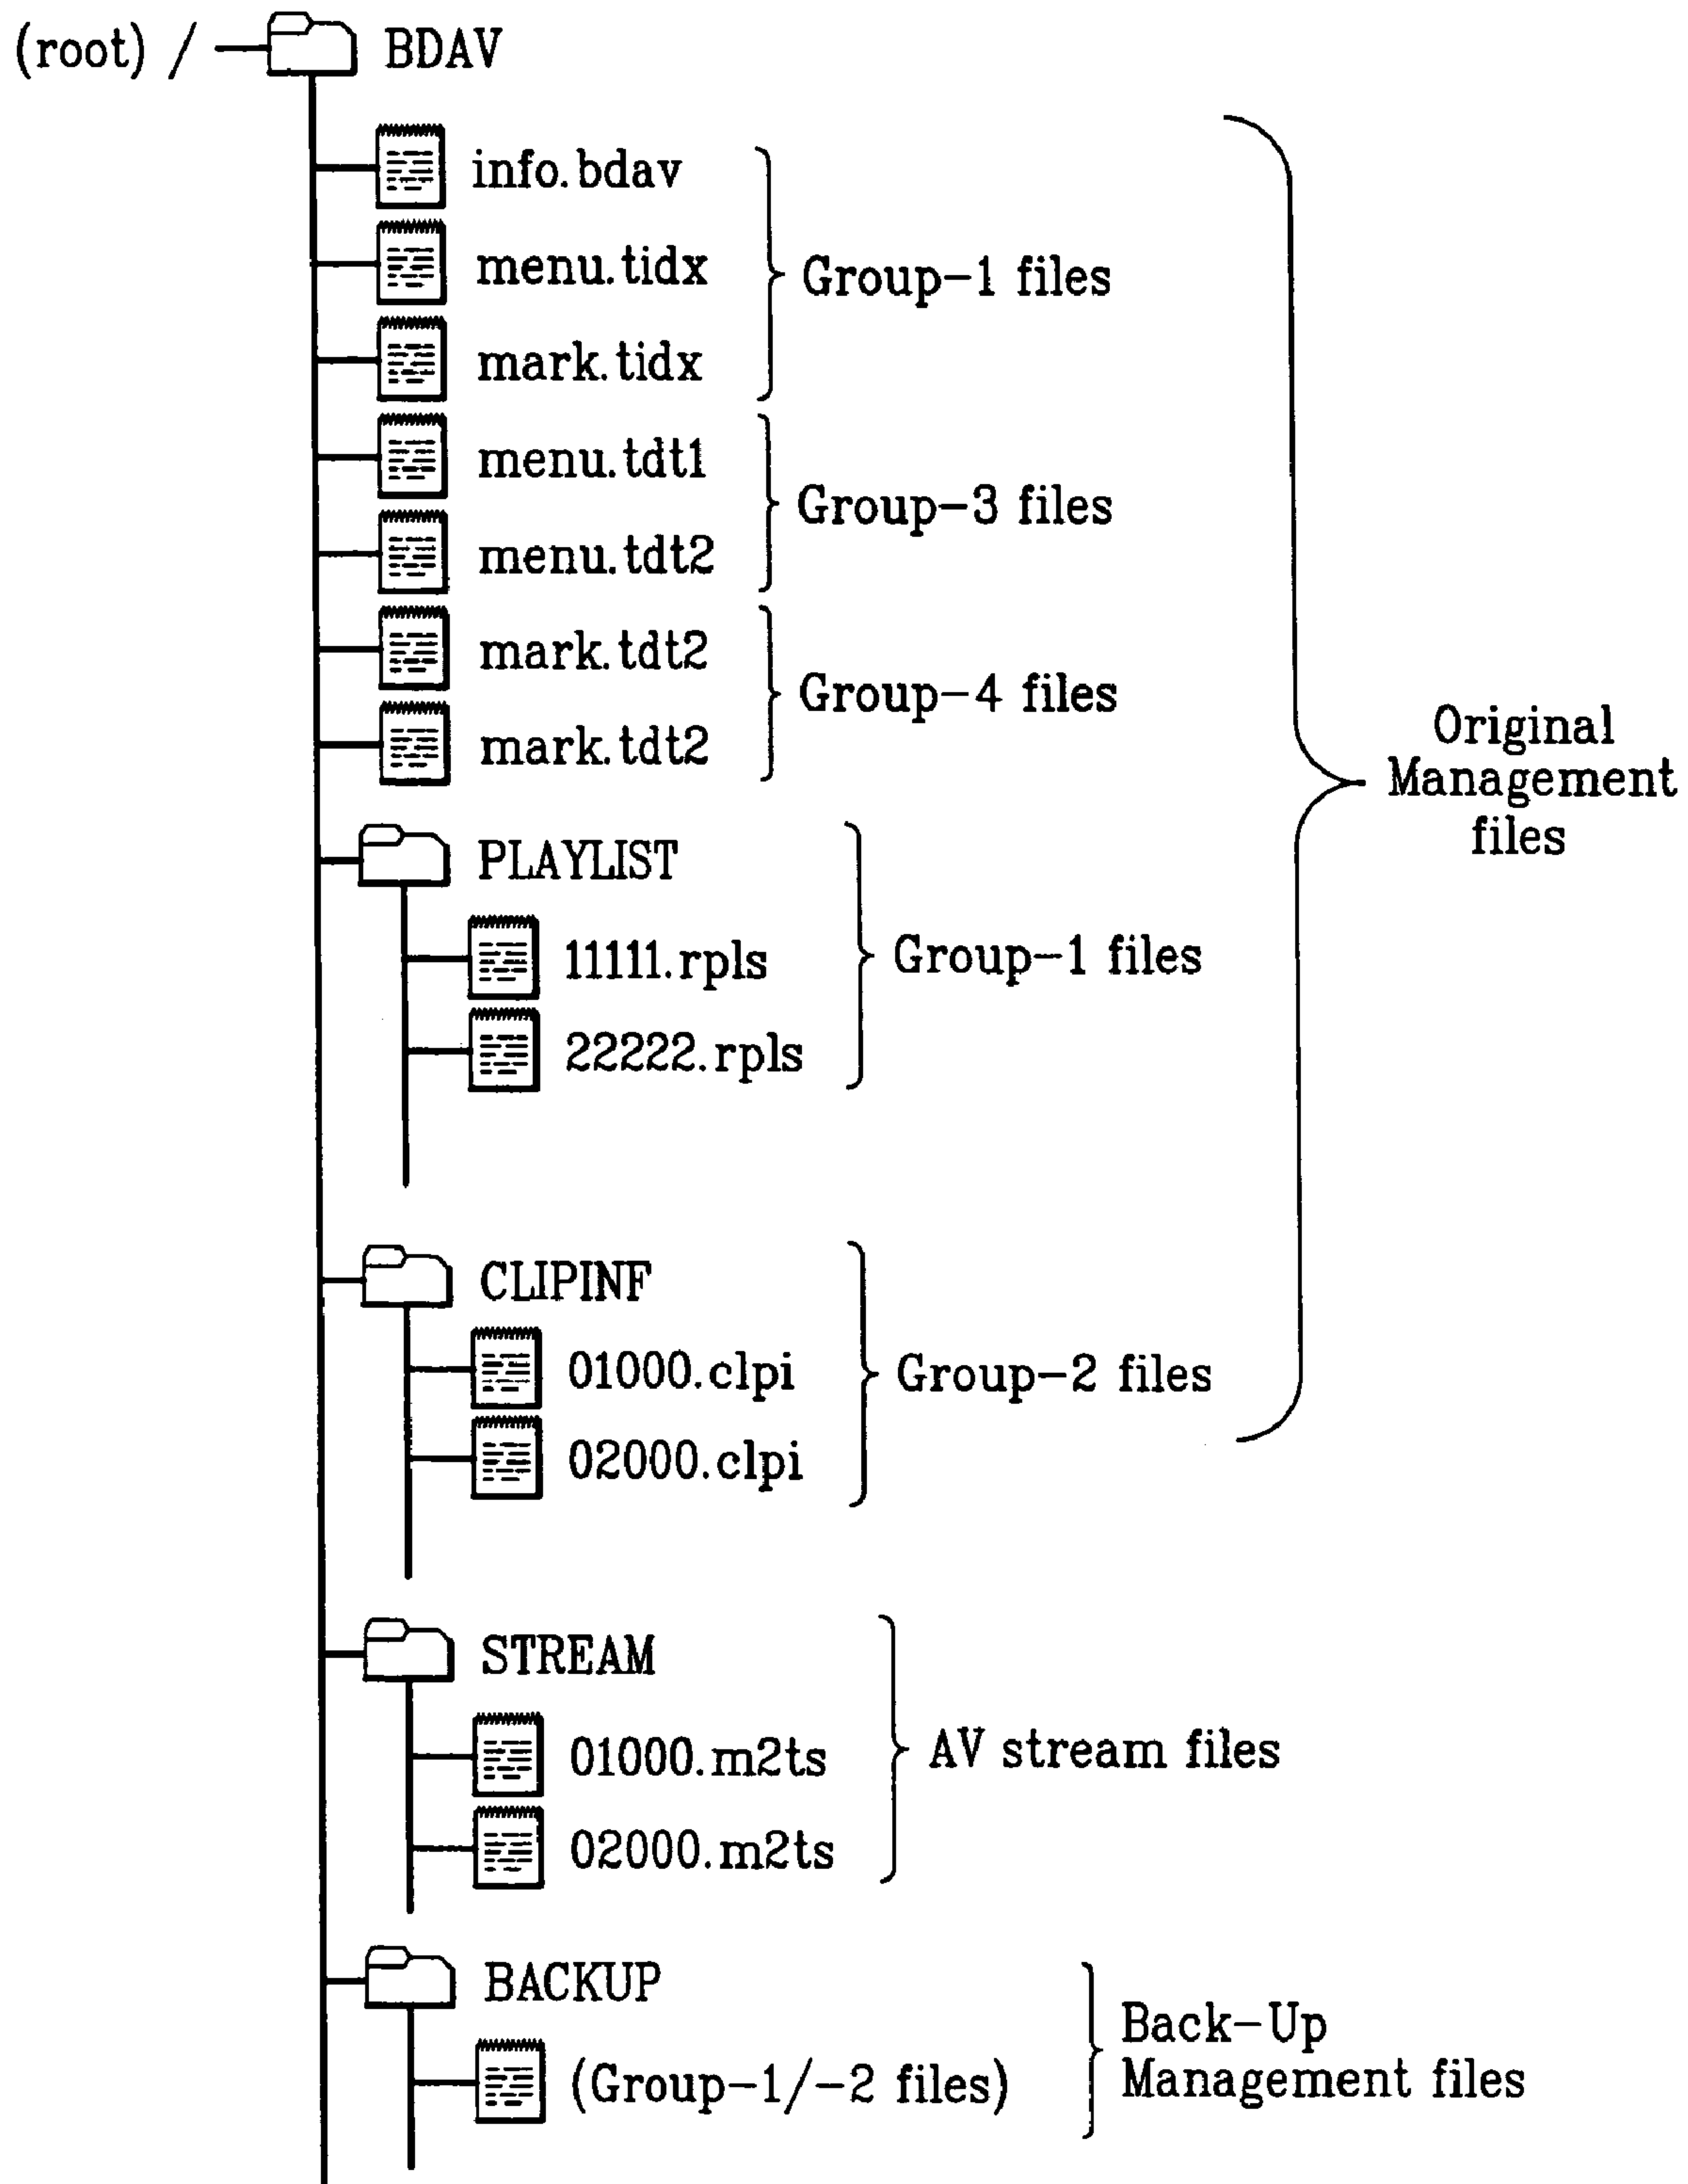 (root) / BDAV
info.bdav
menu.tidx
Group-1 files
mark.tidx
menu.tdt1
Group-3 files
menu.tdt2
mark.tdt2
Group-4 files
mark.tdt2
Original
Management
files
PLAYLIST
11111.rpls
Group-1 files
22222.rpls
CLIPINF
01000.clpi
Group-2 files
02000.clpi
STREAM
01000.m2ts
AV stream files
02000.m2ts
BACKUP
(Group-1/-2 files)
Back-Up
Management files